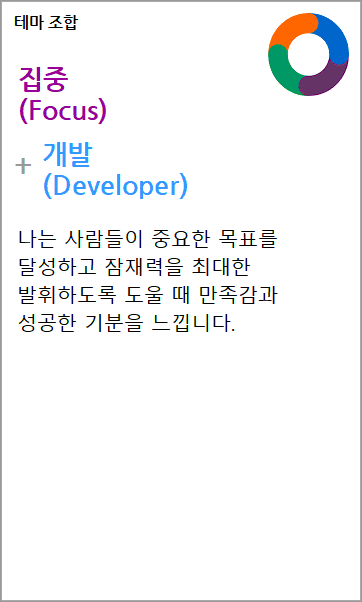 테마 조합
집중
(Focus)
+ 개발
(Developer)
나는 사람들이 중요한 목표를
달성하고 잠재력을 최대한
발휘하도록 도울 때 만족감과
성공한 기분을 느낍니다.